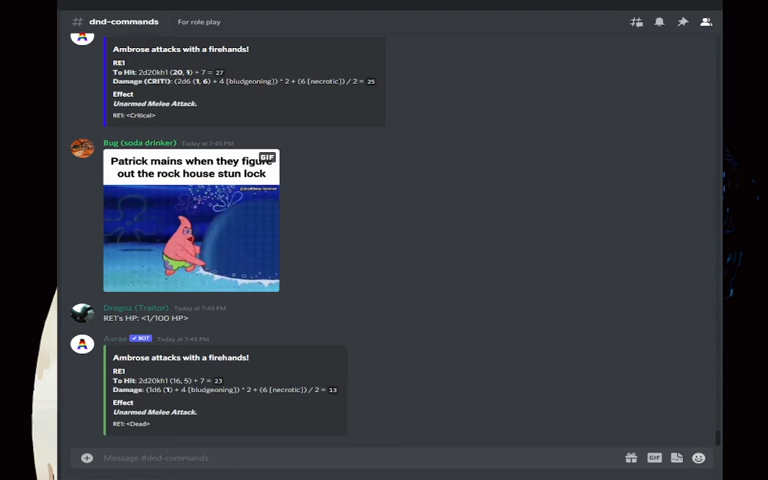 # dnd-commands For role play
Ambrose attacks with a firehands!
RE1
To Hit: 2d20kh1 (20, 1) + 7 = 27
Damage (CRIT!): (2d6 (1, 6) + 4 [bludgeoning]) * 2 + (6 [necrotic]) / 2 = 25
Effect
Unarmed Melee Attack.
RE1: <Critical>
Bug (soda drinker) Today at 7:45 PM
GIF
Patrick mains when they figure
out the rock house stun lock
Drogoz (Traitor) Today at 7:45 PM
RE1's HP: <1/100 HP>
Avrae BOT Today at 7:45 PM
Ambrose attacks with a firehands!
RE1
To Hit: 2d20kh1 (16, 5) + 7 = 23
Damage: (1d6 (1) + 4 [bludgeoning]) * 2 + (6 [necrotic]) / 2 = 13
Effect
Unarmed Melee Attack.
RE1: <Dead>
Message #dnd-commands GIF